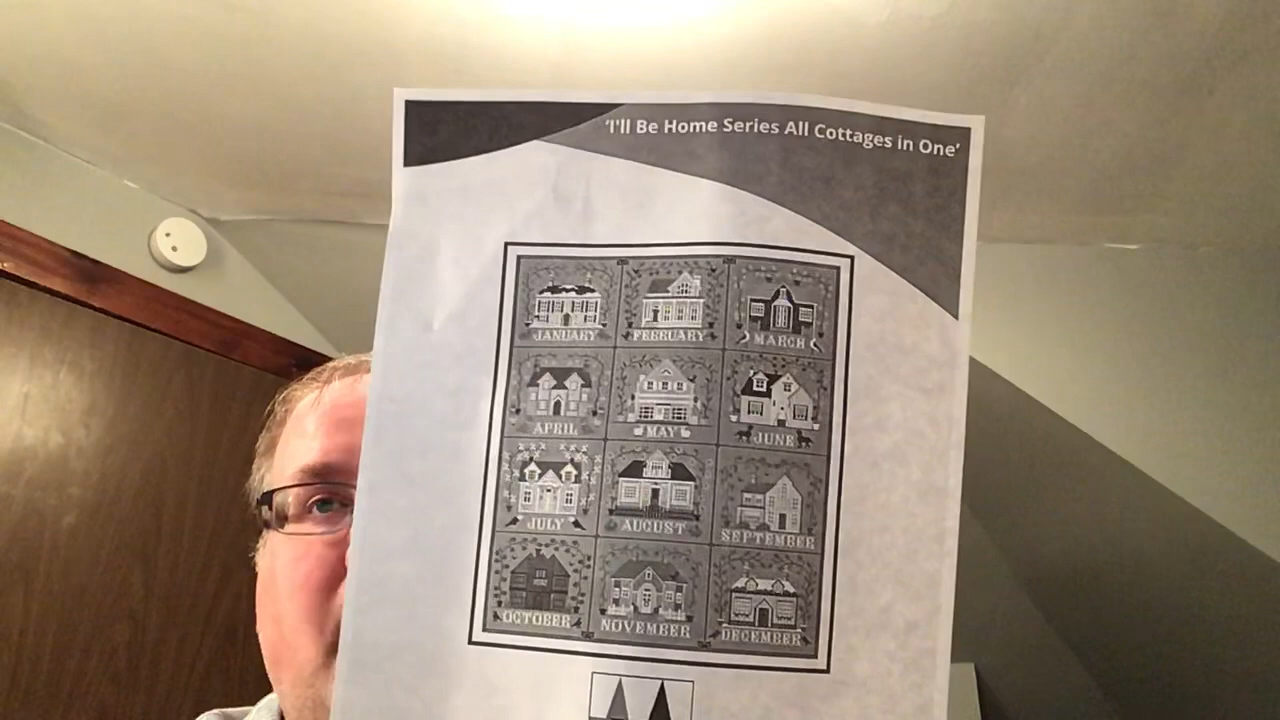 'I'll Be Home Series All Cottages in One'
JANUARY FEBRUARY MARCH
APRIL MAY JUNE
JULY AUGUST SEPTEMBER
OCTOBER NOVEMBER DECEMBER